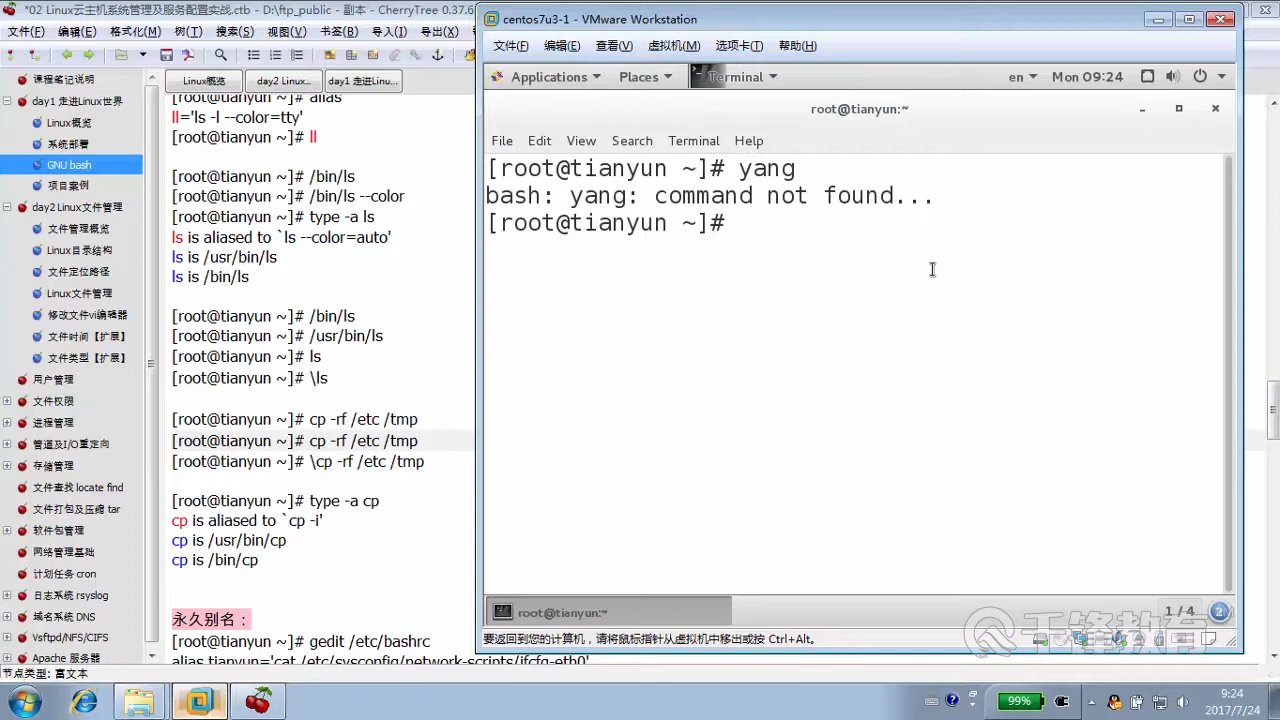 *02 Linux云主机系统管理及服务配置实战.ctb - D:\ftp_public - 副本 - CherryTree 0.37.6
文件(F) 编辑(E) 格式化(M) 树(T) 搜索(S) 视图(V) 书签(B) 导入(I) 导出(X)
课程笔记说明
day1 走进Linux世界
Linux概览
系统部署
GNU bash
项目案例
day2 Linux文件管理
文件管理概览
Linux目录结构
文件定位路径
Linux文件管理
修改文件vi编辑器
文件时间【扩展】
文件类型【扩展】
用户管理
文件权限
进程管理
管道及I/O重定向
存储管理
文件查找 locate find
文件打包及压缩 tar
软件包管理
网络管理基础
计划任务 cron
日志系统 rsyslog
域名系统 DNS
Vsftpd/NFS/CIFS
Apache 服务器
节点类型: 富文本
Linux概览 day2 Linux... day1 走进Linu...
[root@tianyun ~]# alias
ll='ls -l --color=tty'
[root@tianyun ~]# ll
[root@tianyun ~]# /bin/ls
[root@tianyun ~]# /bin/ls --color
[root@tianyun ~]# type -a ls
ls is aliased to `ls --color=auto'
ls is /usr/bin/ls
ls is /bin/ls
[root@tianyun ~]# /bin/ls
[root@tianyun ~]# /usr/bin/ls
[root@tianyun ~]# ls
[root@tianyun ~]# \ls
[root@tianyun ~]# cp -rf /etc /tmp
[root@tianyun ~]# cp -rf /etc /tmp
[root@tianyun ~]# \cp -rf /etc /tmp
[root@tianyun ~]# type -a cp
cp is aliased to `cp -i'
cp is /usr/bin/cp
cp is /bin/cp
永久别名：
[root@tianyun ~]# gedit /etc/bashrc
alias tianyun='cat /etc/sysconfig/network-scripts/ifcfg-eth0'
centos7u3-1 - VMware Workstation
文件(F) 编辑(E) 查看(V) 虚拟机(M) 选项卡(T) 帮助(H)
Applications Places Terminal en Mon 09:24
root@tianyun:~
File Edit View Search Terminal Help
[root@tianyun ~]# yang
bash: yang: command not found...
[root@tianyun ~]#
root@tianyun:~ 1 / 4 2
要返回到您的计算机，请将鼠标指针从虚拟机中移出或按 Ctrl+Alt。
千锋教育
99%
9:24
2017/7/24